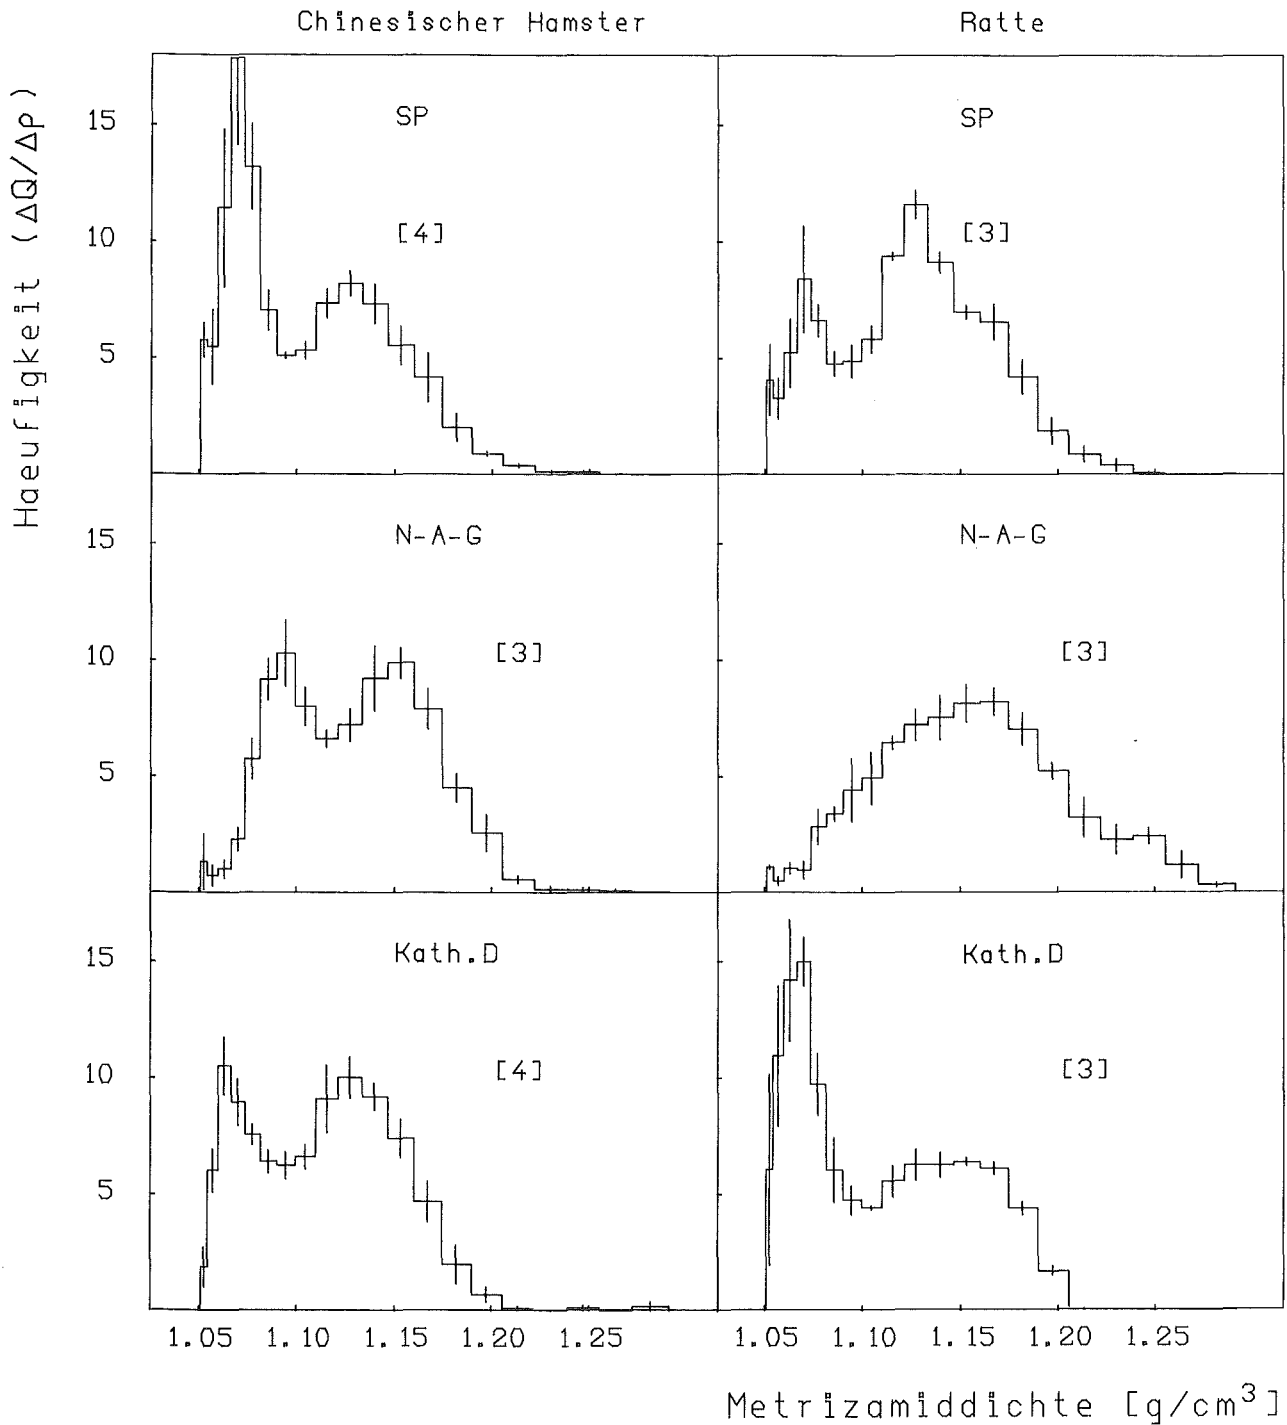 Chinesischer Hamster
Ratte
Haeufigkeit (ΔQ/Δρ)
15
SP
SP
10
[4]
[3]
5
15
N-A-G
N-A-G
10
[3]
[3]
5
15
Kath.D
Kath.D
10
[4]
[3]
5
1.05 1.10 1.15 1.20 1.25
1.05 1.10 1.15 1.20 1.25
Metrizamiddichte [g/cm³]